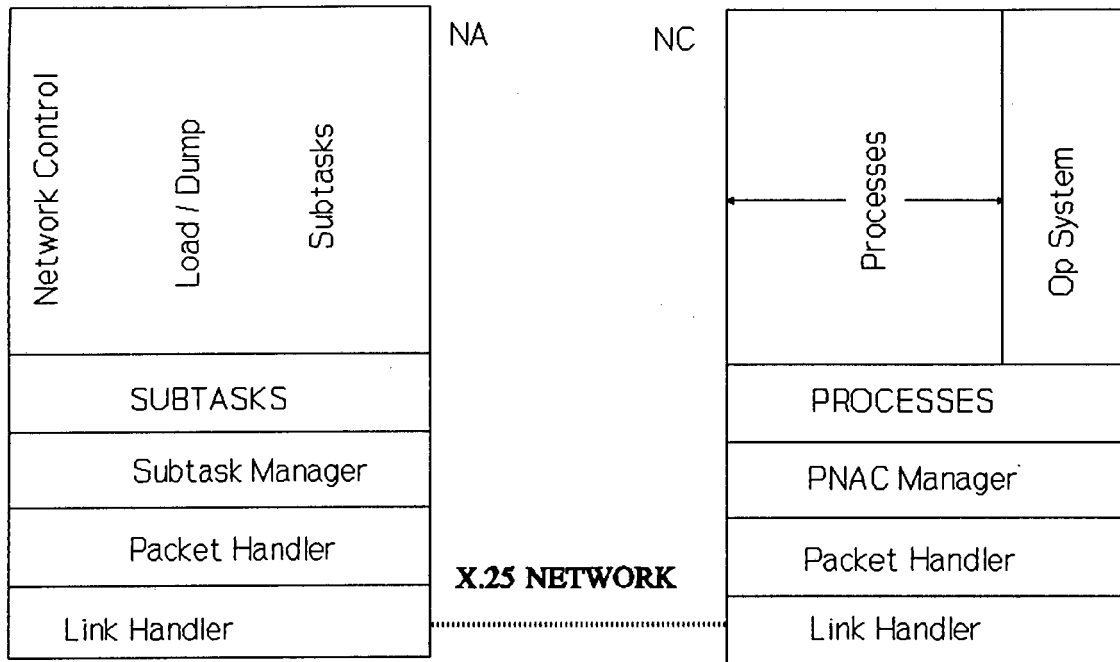 NA
NC
Network Control
Load / Dump
Subtasks
Processes
Op System
SUBTASKS
Subtask Manager
Packet Handler
Link Handler
X.25 NETWORK
PROCESSES
PNAC Manager
Packet Handler
Link Handler